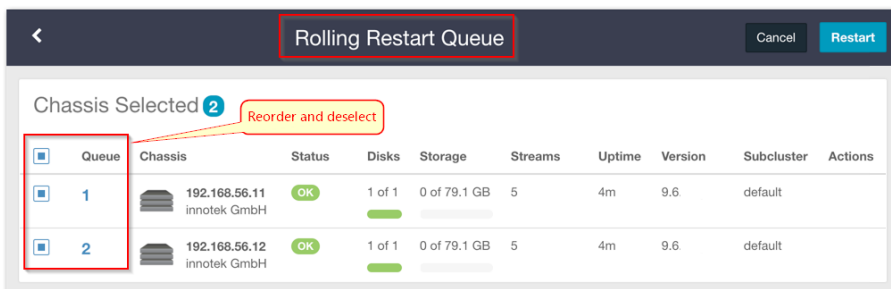 Rolling Restart Queue
Cancel
Restart
Chassis Selected 2
Reorder and deselect
Queue Chassis Status Disks Storage Streams Uptime Version Subcluster Actions
1 192.168.56.11 OK 1 of 1 0 of 79.1 GB 5 4m 9.6. default
innotek GmbH
2 192.168.56.12 OK 1 of 1 0 of 79.1 GB 5 4m 9.6 default
innotek GmbH